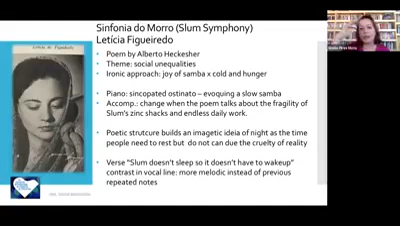 Sinfonia do Morro (Slum Symphony)
Letícia Figueiredo
Letícia de Figueiredo
• Poem by Alberto Heckesher
• Theme: social unequalities
• Ironic approach: joy of samba x cold and hunger
• Piano: sincopated ostinato – evoquing a slow samba
• Accomp.: change when the poem talks about the fragility of
Slum's zinc shacks and endless daily work.
• Poetic strutcure builds an imagetic ideia of night as the time
people need to rest but do not can due the cruelty of reality
• Verse "Slum doesn't sleep so it doesn't have to wakeup"
contrast in vocal line: more melodic instead of previous
repeated notes